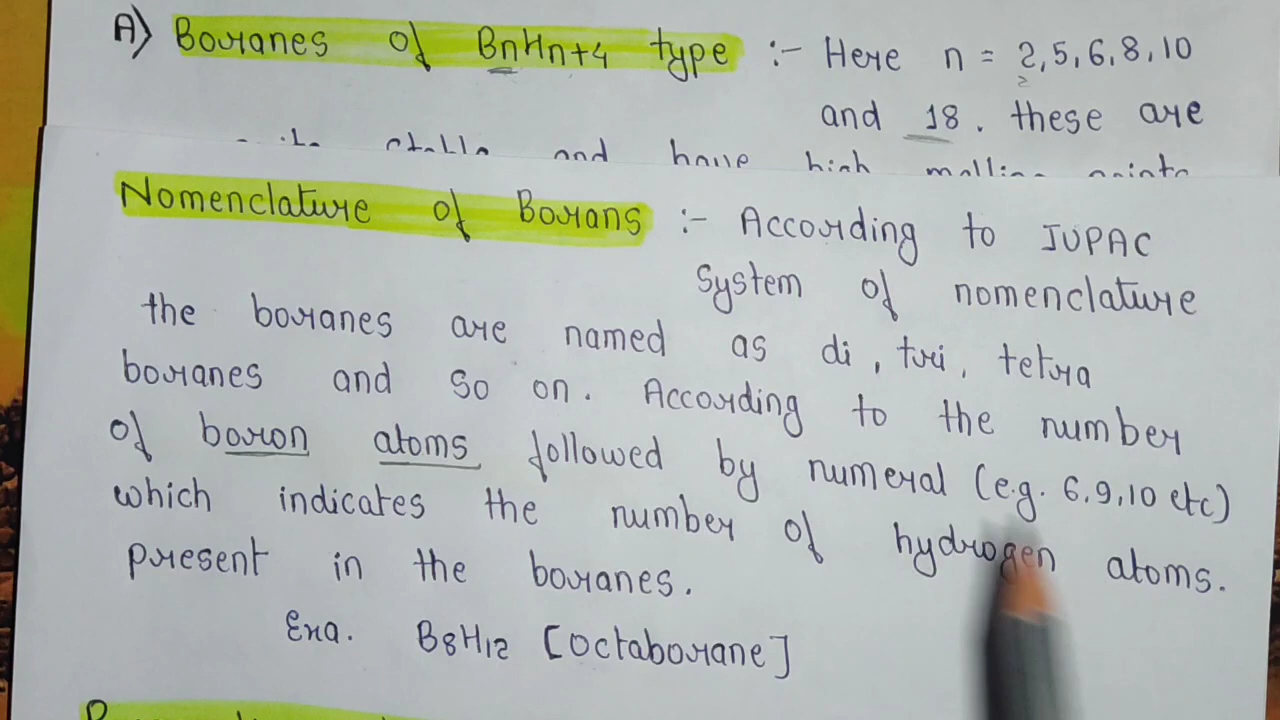 A) Boranes of BnHn+4 type :- Here n = 2,5,6,8,10
and 18. these are
and have high
Nomenclature of Borans :- According to IUPAC
system of nomenclature
the boranes are named as di, tri, tetra
boranes and so on. According to the number
of boron atoms followed by numeral (e.g. 6,9,10 etc)
which indicates the number of hydrogen atoms.
present in the boranes.
Exa. B8H12 [Octaborane]